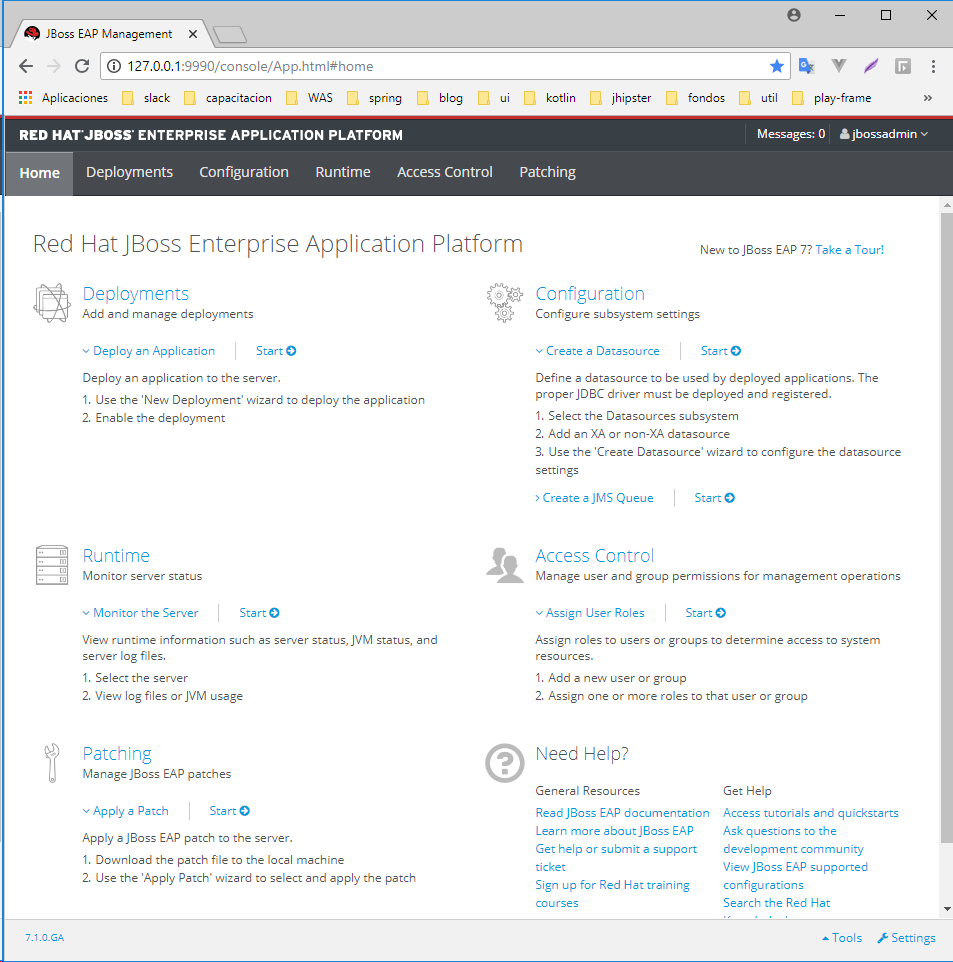 JBoss EAP Management
127.0.0.1:9990/console/App.html#home
Aplicaciones slack capacitacion WAS spring blog ui kotlin jhipster fondos util play-frame »
RED HAT® JBOSS® ENTERPRISE APPLICATION PLATFORM
Messages: 0 jbossadmin
Home Deployments Configuration Runtime Access Control Patching
Red Hat JBoss Enterprise Application Platform
New to JBoss EAP 7? Take a Tour!
Deployments
Add and manage deployments
Deploy an Application Start
Deploy an application to the server.
1. Use the 'New Deployment' wizard to deploy the application
2. Enable the deployment
Configuration
Configure subsystem settings
Create a Datasource Start
Define a datasource to be used by deployed applications. The
proper JDBC driver must be deployed and registered.
1. Select the Datasources subsystem
2. Add an XA or non-XA datasource
3. Use the 'Create Datasource' wizard to configure the datasource
settings
Create a JMS Queue Start
Runtime
Monitor server status
Monitor the Server Start
View runtime information such as server status, JVM status, and
server log files.
1. Select the server
2. View log files or JVM usage
Access Control
Manage user and group permissions for management operations
Assign User Roles Start
Assign roles to users or groups to determine access to system
resources.
1. Add a new user or group
2. Assign one or more roles to that user or group
Patching
Manage JBoss EAP patches
Apply a Patch Start
Apply a JBoss EAP patch to the server.
1. Download the patch file to the local machine
2. Use the 'Apply Patch' wizard to select and apply the patch
Need Help?
General Resources
Read JBoss EAP documentation
Learn more about JBoss EAP
Get help or submit a support
ticket
Sign up for Red Hat training
courses
Get Help
Access tutorials and quickstarts
Ask questions to the
development community
View JBoss EAP supported
configurations
Search the Red Hat
7.1.0.GA
Tools Settings